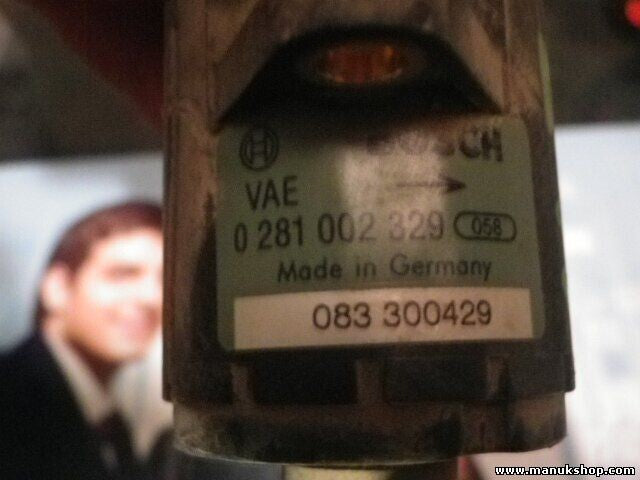 BOSCH
VAE
0 281 002 329 058
Made in Germany
083 300429
www.manukshop.com